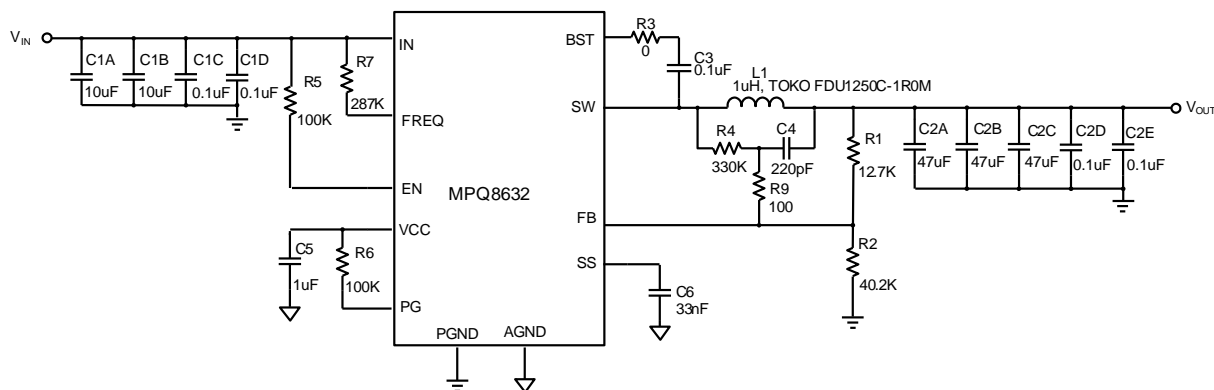 V IN
C1A
10uF
C1B
10uF
C1C
0.1uF
C1D
0.1uF
R5
100K
R7
287K
IN
FREQ
EN
VCC
PG
PGND
AGND
MPQ8632
BST
SW
FB
SS
C5
1uF
R6
100K
R3
0
C3
0.1uF
L1
1uH, TOKO FDU1250C-1R0M
R4
330K
C4
220pF
R9
100
R1
12.7K
R2
40.2K
C6
33nF
C2A
47uF
C2B
47uF
C2C
47uF
C2D
0.1uF
C2E
0.1uF
V OUT